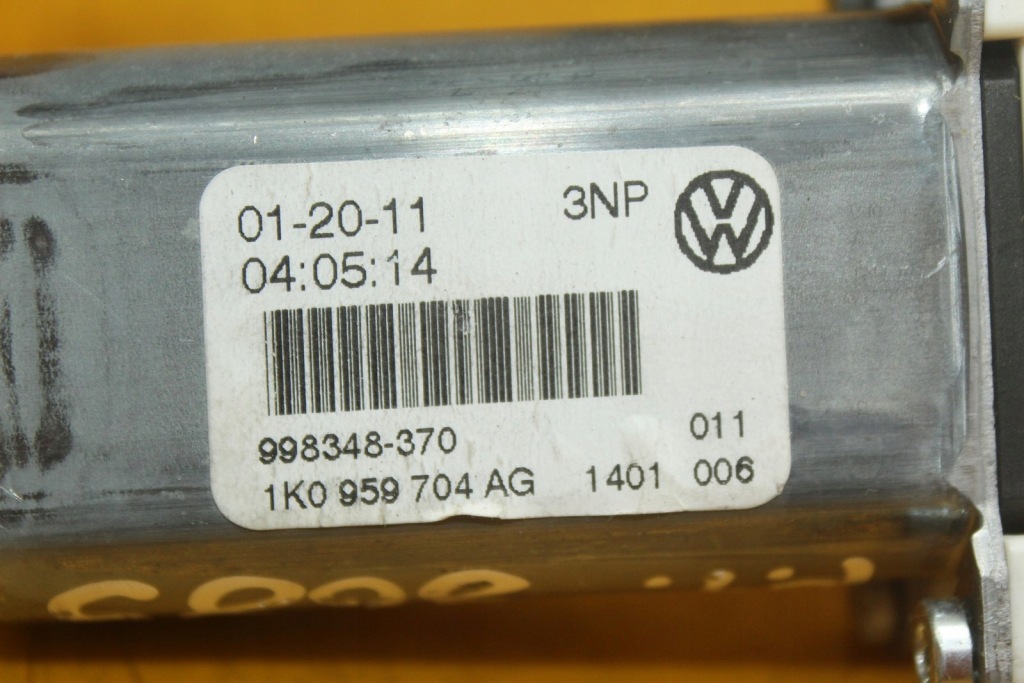 01-20-11 3NP
04:05:14
998348-370 011
1K0 959 704 AG 1401 006